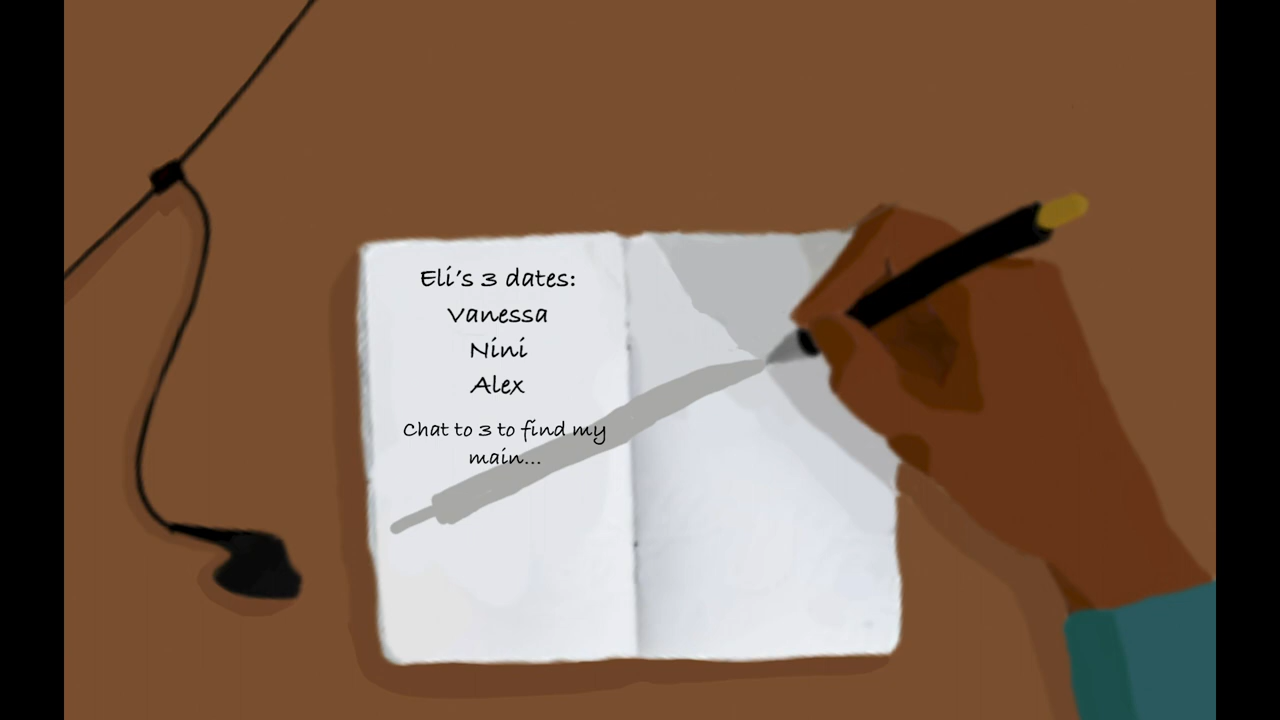 Eli's 3 dates:
Vanessa
Nini
Alex
Chat to 3 to find my
main...